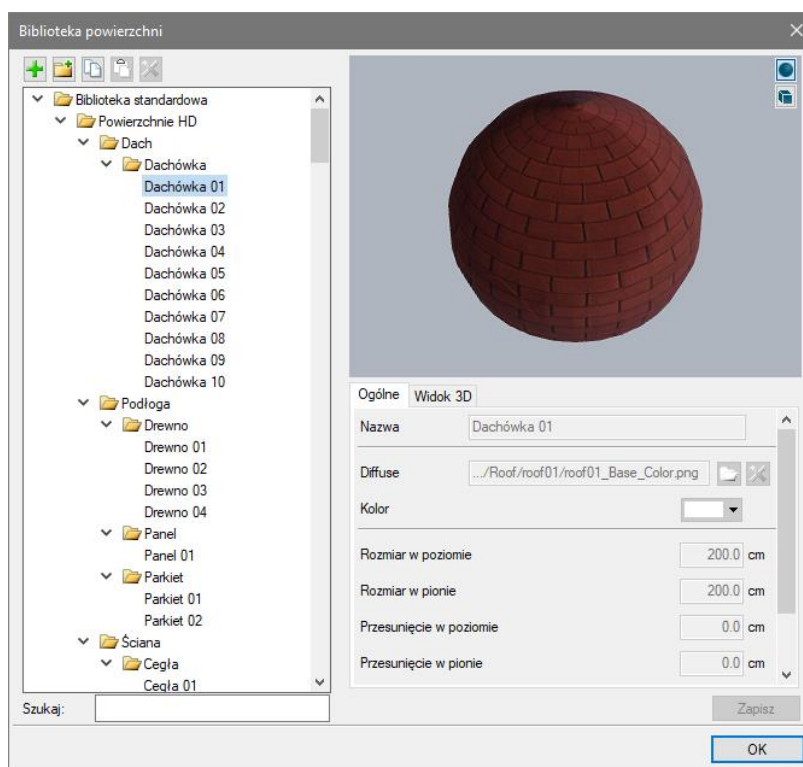 Biblioteka powierzchni
Biblioteka standardowa
Powierzchnie HD
Dach
Dachówka
Dachówka 01
Dachówka 02
Dachówka 03
Dachówka 04
Dachówka 05
Dachówka 06
Dachówka 07
Dachówka 08
Dachówka 09
Dachówka 10
Podłoga
Drewno
Drewno 01
Drewno 02
Drewno 03
Drewno 04
Panel
Panel 01
Parkiet
Parkiet 01
Parkiet 02
Ściana
Cegła
Cegła 01
Szukaj:
Ogólne Widok 3D
Nazwa Dachówka 01
Diffuse .../Roof/roof01/roof01_Base_Color.png
Kolor
Rozmiar w poziomie 200.0 cm
Rozmiar w pionie 200.0 cm
Przesunięcie w poziomie 0.0 cm
Przesunięcie w pionie 0.0 cm
Zapisz
OK